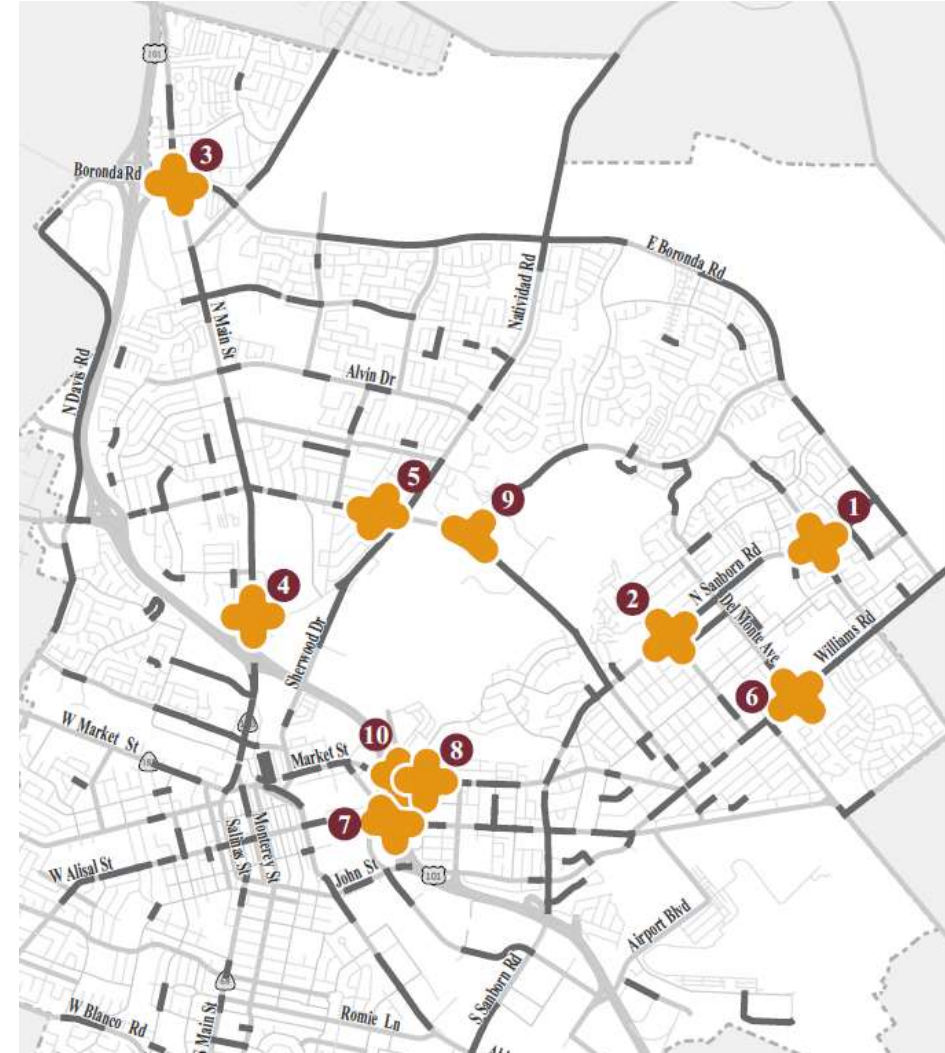 101
3
Boronda Rd
E Boronda Rd
Natividad Rd
N Main St
N Davis Rd
Alvin Dr
5
9
1
N Sanborn Rd
4
2
Del Monte Ave
Williams Rd
Sherwood Dr
6
W Market St
183
10
8
Market St
7
Salinas St
Monterey St
W Alisal St
John St
101
Airport Blvd
S Sanborn Rd
W Blanco Rd
S Main St
Romie Ln